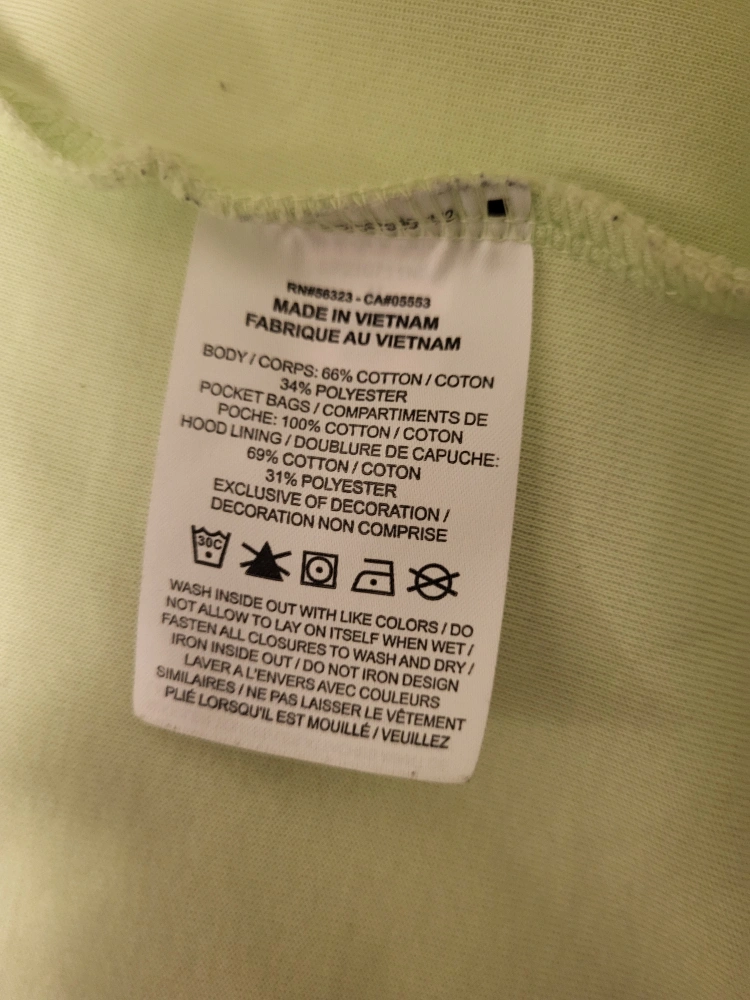 RN#56323 - CA#05553
MADE IN VIETNAM
FABRIQUE AU VIETNAM
BODY / CORPS: 66% COTTON / COTON
34% POLYESTER
POCKET BAGS / COMPARTIMENTS DE
POCHE: 100% COTTON / COTON
HOOD LINING / DOUBLURE DE CAPUCHE:
69% COTTON / COTON
31% POLYESTER
EXCLUSIVE OF DECORATION /
DECORATION NON COMPRISE
30C
WASH INSIDE OUT WITH LIKE COLORS / DO
NOT ALLOW TO LAY ON ITSELF WHEN WET /
FASTEN ALL CLOSURES TO WASH AND DRY /
IRON INSIDE OUT / DO NOT IRON DESIGN
LAVER A L'ENVERS AVEC COULEURS
SIMILAIRES / NE PAS LAISSER LE VÊTEMENT
PLIÉ LORSQU'IL EST MOUILLÉ / VEUILLEZ